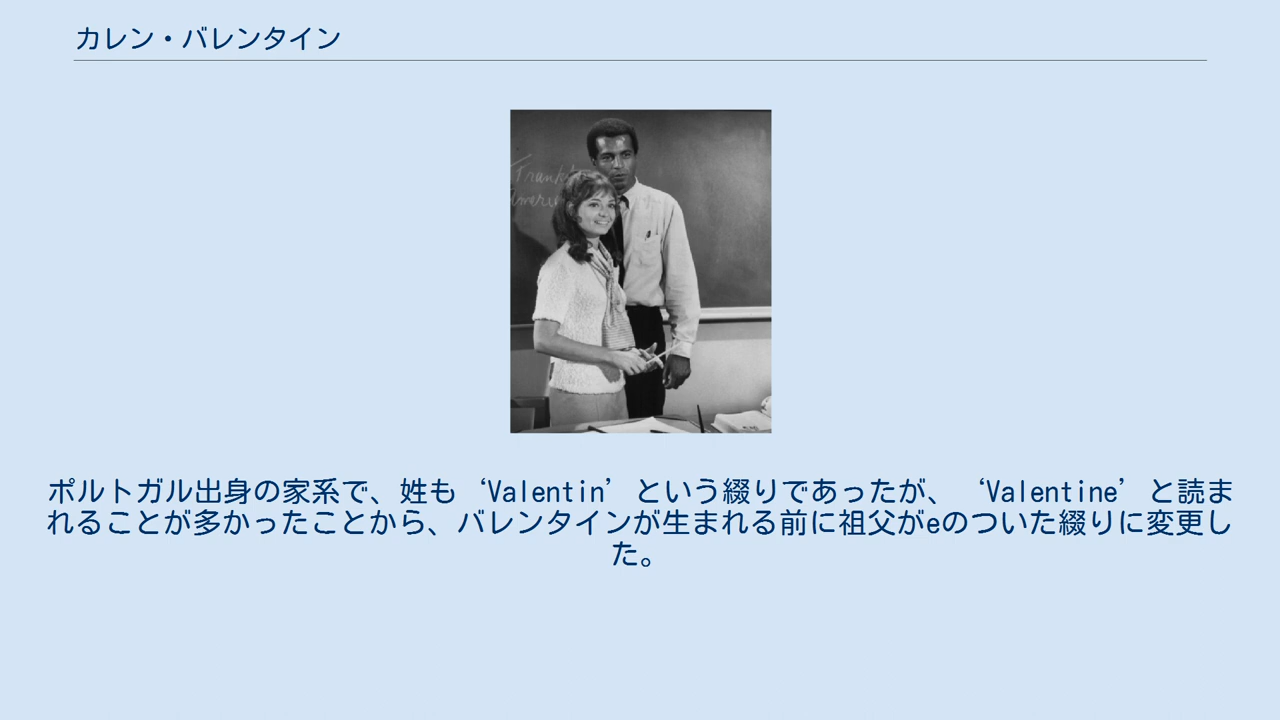 カレン・バレンタイン
Frankl
Ameri
ポルトガル出身の家系で、姓も‘Valentin’という綴りであったが、‘Valentine’と読ま
れることが多かったことから、バレンタインが生まれる前に祖父がeのついた綴りに変更し
た。